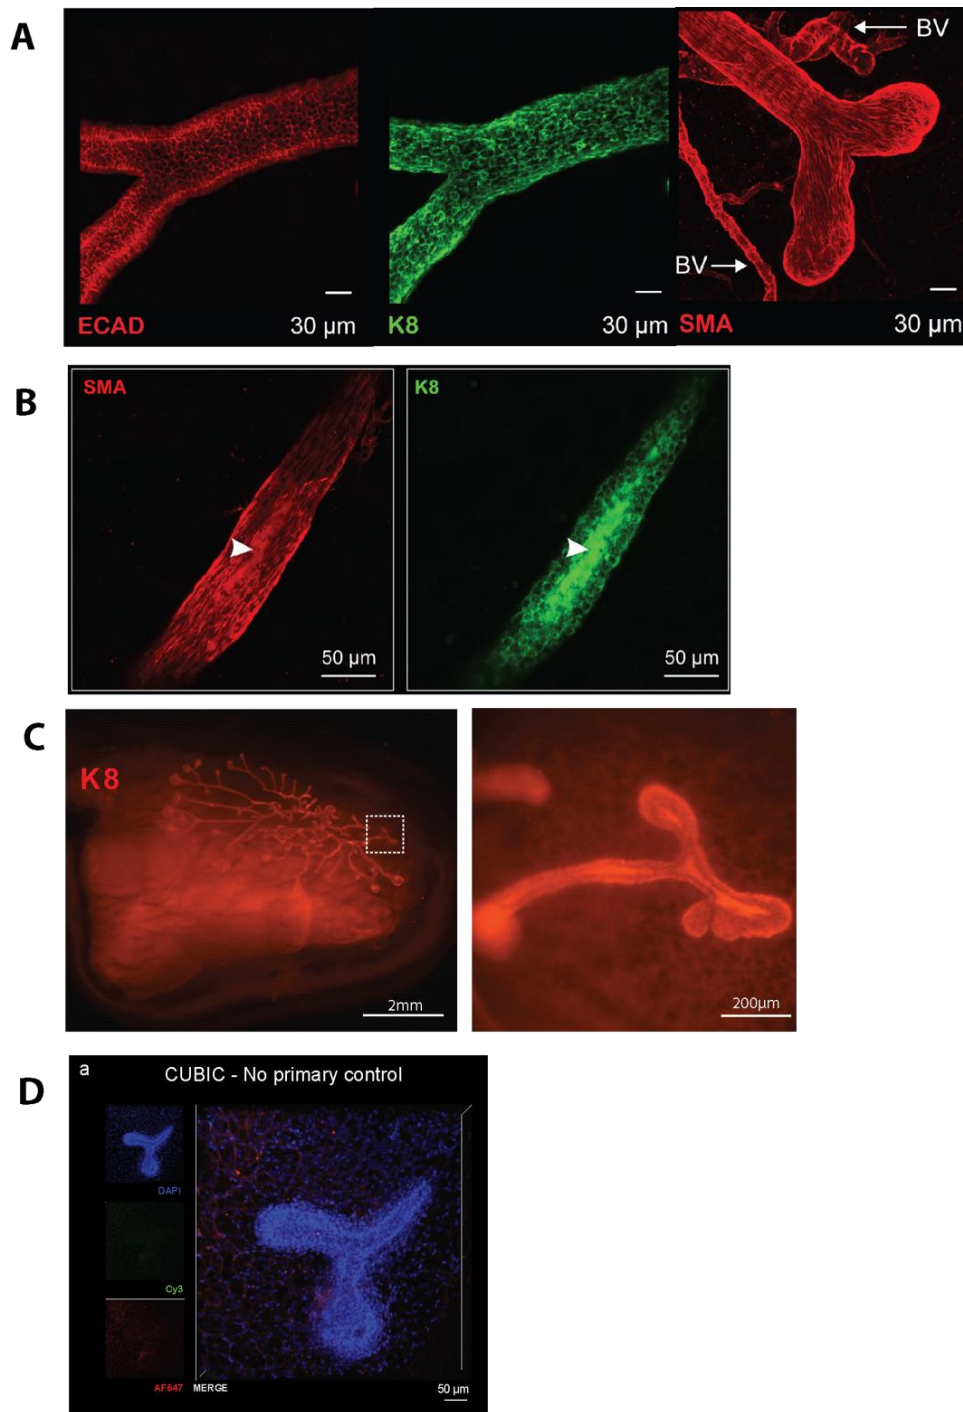 A
BV
BV
ECAD
30 µm
K8
30 µm
SMA
30 µm
B
SMA
50 µm
K8
50 µm
C
K8
2mm
200µm
D
a
CUBIC - No primary control
DAPI
Cy3
AF647
MERGE
50 µm